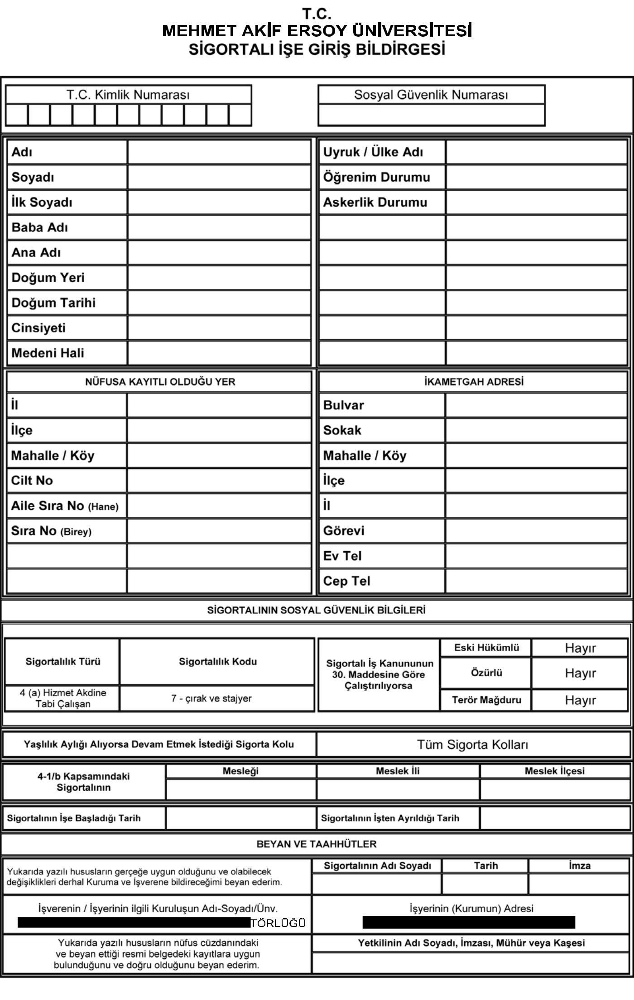 T.C.
MEHMET AKİF ERSOY ÜNİVERSİTESİ
SİGORTALI İŞE GİRİŞ BİLDİRGESİ
T.C. Kimlik Numarası
Sosyal Güvenlik Numarası
Adı
Uyruk / Ülke Adı
Soyadı
Öğrenim Durumu
İlk Soyadı
Askerlik Durumu
Baba Adı
Ana Adı
Doğum Yeri
Doğum Tarihi
Cinsiyeti
Medeni Hali
NÜFUSA KAYITLI OLDUĞU YER
İl
İlçe
Mahalle / Köy
Cilt No
Aile Sıra No (Hane)
Sıra No (Birey)
İKAMETGAH ADRESİ
Bulvar
Sokak
Mahalle / Köy
İlçe
İl
Görevi
Ev Tel
Cep Tel
SİGORTALININ SOSYAL GÜVENLİK BİLGİLERİ
Sigortalılık Türü
Sigortalılık Kodu
4 (a) Hizmet Akdine
Tabi Çalışan
7 - çırak ve stajyer
Sigortalı İş Kanununun
30. Maddesine Göre
Çalıştırılıyorsa
Eski Hükümlü
Hayır
Özürlü
Hayır
Terör Mağduru
Hayır
Yaşlılık Aylığı Alıyorsa Devam Etmek İstediği Sigorta Kolu
Tüm Sigorta Kolları
4-1/b Kapsamındaki
Sigortalının
Mesleği
Meslek İli
Meslek İlçesi
Sigortalının İşe Başladığı Tarih
Sigortalının İşten Ayrıldığı Tarih
BEYAN VE TAAHHÜTLER
Yukarıda yazılı hususların gerçeğe uygun olduğunu ve olabilecek
değişiklikleri derhal Kuruma ve İşverene bildireceğimi beyan ederim.
Sigortalının Adı Soyadı
Tarih
İmza
İşverenin / İşyerinin ilgili Kuruluşun Adı-Soyadı/Ünv.
TÖRLÜĞÜ
İşyerinin (Kurumun) Adresi
Yukarıda yazılı hususların nüfus cüzdanındaki
ve beyan ettiği resmi belgedeki kayıtlara uygun
bulunduğunu ve doğru olduğunu beyan ederim.
Yetkilinin Adı Soyadı, İmzası, Mühür veya Kaşesi